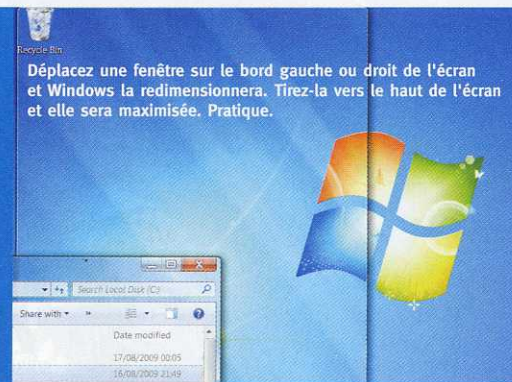 Recycle Bin
Déplacez une fenêtre sur le bord gauche ou droit de l'écran
et Windows la redimensionnera. Tirez-la vers le haut de l'écran
et elle sera maximisée. Pratique.
Search Local Disk (C:)
Share with
Date modified
17/08/2009 00:05
16/08/2009 21:49